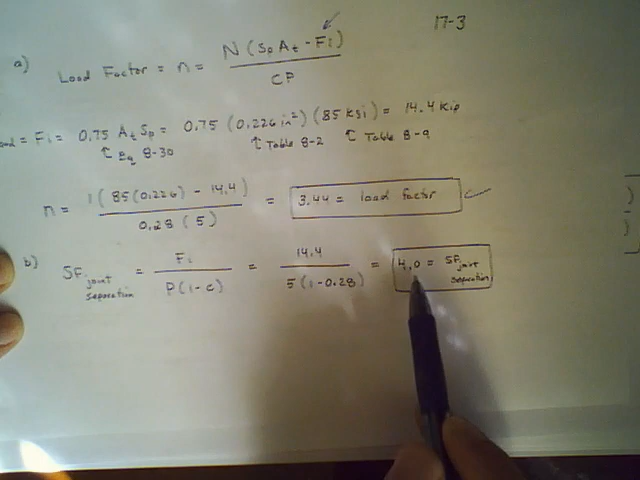 17-3
a) Load Factor = n = N (SpAt - Fi) / CP
oad = Fi = 0.75 At Sp = 0.75 (0.226 in²)(85 ksi) = 14.4 kip
↑ Eq 8-30 ↑ Table 8-2 ↑ Table 8-9
n = 1 (85(0.226) - 14.4) / 0.28 (5) = 3.44 = load factor
b) SF joint separation = Fi / P(1-c) = 14.4 / 5(1-0.28) = 4.0 = SF joint separation